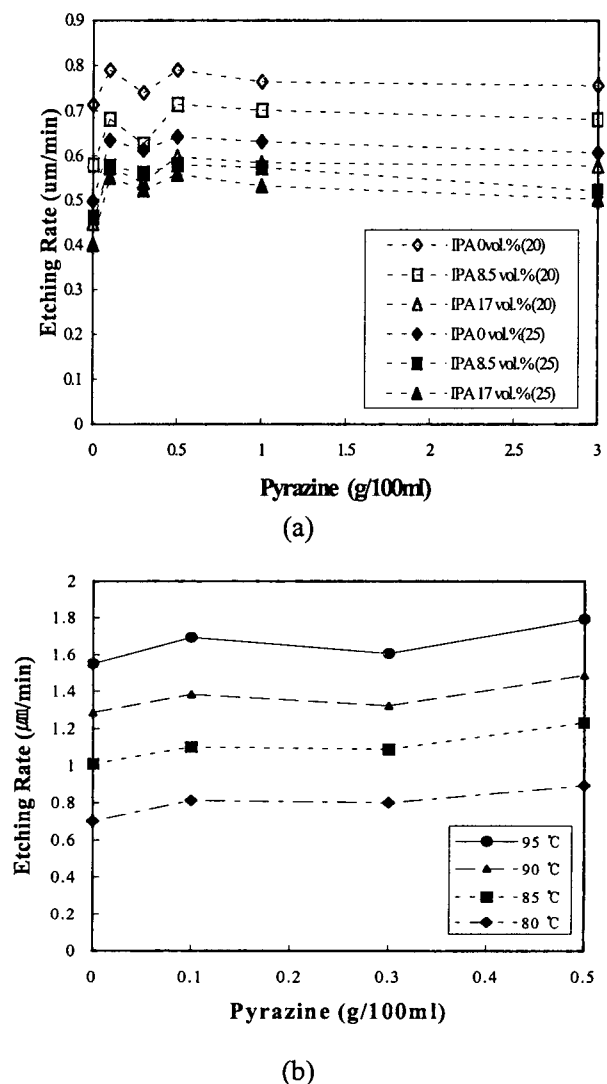 0.9
0.8
0.7
0.6
0.5
0.4
0.3
0.2
0.1
0
Etching Rate (um/min)
IPA 0vol.%(20)
IPA 8.5 vol.%(20)
IPA 17 vol.%(20)
IPA 0 vol.%(25)
IPA 8.5 vol.%(25)
IPA 17 vol.%(25)
0 0.5 1 1.5 2 2.5 3
Pyrazine (g/100ml)
(a)
2
1.8
1.6
1.4
1.2
1
0.8
0.6
0.4
0.2
0
Etching Rate (㎛/min)
95 ℃
90 ℃
85 ℃
80 ℃
0 0.1 0.2 0.3 0.4 0.5
Pyrazine (g/100ml)
(b)